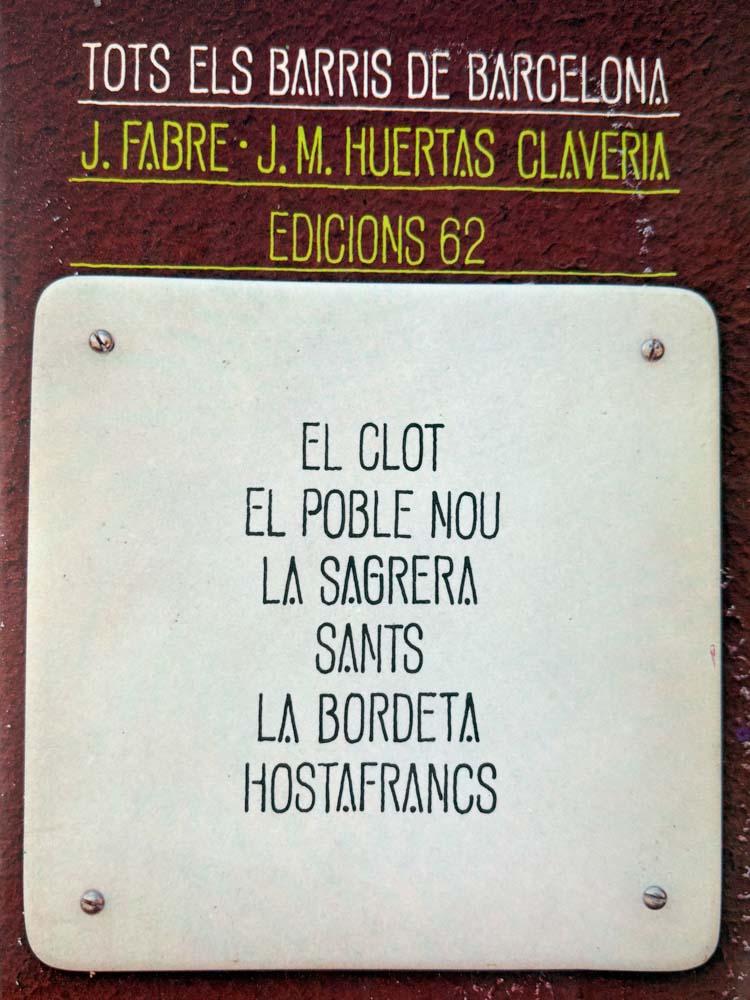 TOTS ELS BARRIS DE BARCELONA
J. FABRE · J. M. HUERTAS CLAVERIA
EDICIONS 62
EL CLOT
EL POBLE NOU
LA SAGRERA
SANTS
LA BORDETA
HOSTAFRANCS